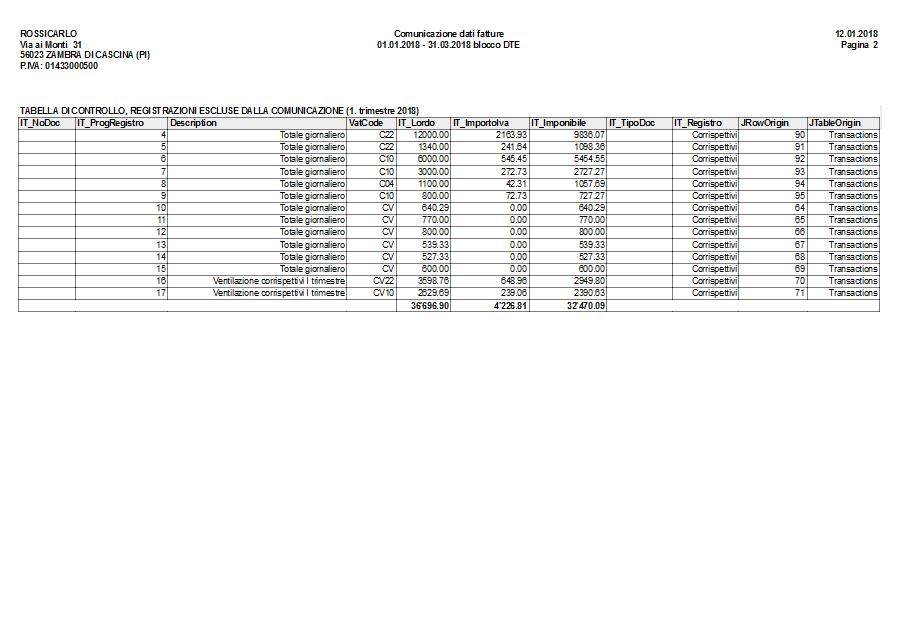 ROSSICARLO
Via ai Monti 31
56023 ZAMBRA DI CASCINA (PI)
P.IVA: 01433000500
Comunicazione dati fatture
01.01.2018 - 31.03.2018 blocco DTE
12.01.2018
Pagina 2
TABELLA DI CONTROLLO, REGISTRAZIONI ESCLUSE DALLA COMUNICAZIONE (1. trimestre 2018)
IT_NoDoc IT_ProgRegistro Description VatCode IT_Lordo IT_ImportoIva IT_Imponibile IT_TipoDoc IT_Registro JRowOrigin JTableOrigin
4 Totale giornaliero C22 12000.00 2163.93 9836.07 Corrispettivi 90 Transactions
5 Totale giornaliero C22 1340.00 241.64 1098.36 Corrispettivi 91 Transactions
6 Totale giornaliero C10 6000.00 545.45 5454.55 Corrispettivi 92 Transactions
7 Totale giornaliero C10 3000.00 272.73 2727.27 Corrispettivi 93 Transactions
8 Totale giornaliero C04 1100.00 42.31 1057.69 Corrispettivi 94 Transactions
9 Totale giornaliero C10 800.00 72.73 727.27 Corrispettivi 95 Transactions
10 Totale giornaliero CV 640.29 0.00 640.29 Corrispettivi 64 Transactions
11 Totale giornaliero CV 770.00 0.00 770.00 Corrispettivi 65 Transactions
12 Totale giornaliero CV 800.00 0.00 800.00 Corrispettivi 66 Transactions
13 Totale giornaliero CV 539.33 0.00 539.33 Corrispettivi 67 Transactions
14 Totale giornaliero CV 527.33 0.00 527.33 Corrispettivi 68 Transactions
15 Totale giornaliero CV 600.00 0.00 600.00 Corrispettivi 69 Transactions
16 Ventilazione corrispettivi I trimestre CV22 3598.76 648.96 2949.80 Corrispettivi 70 Transactions
17 Ventilazione corrispettivi I trimestre CV10 2629.69 239.06 2390.63 Corrispettivi 71 Transactions
36'696.90 4'226.81 32'470.09